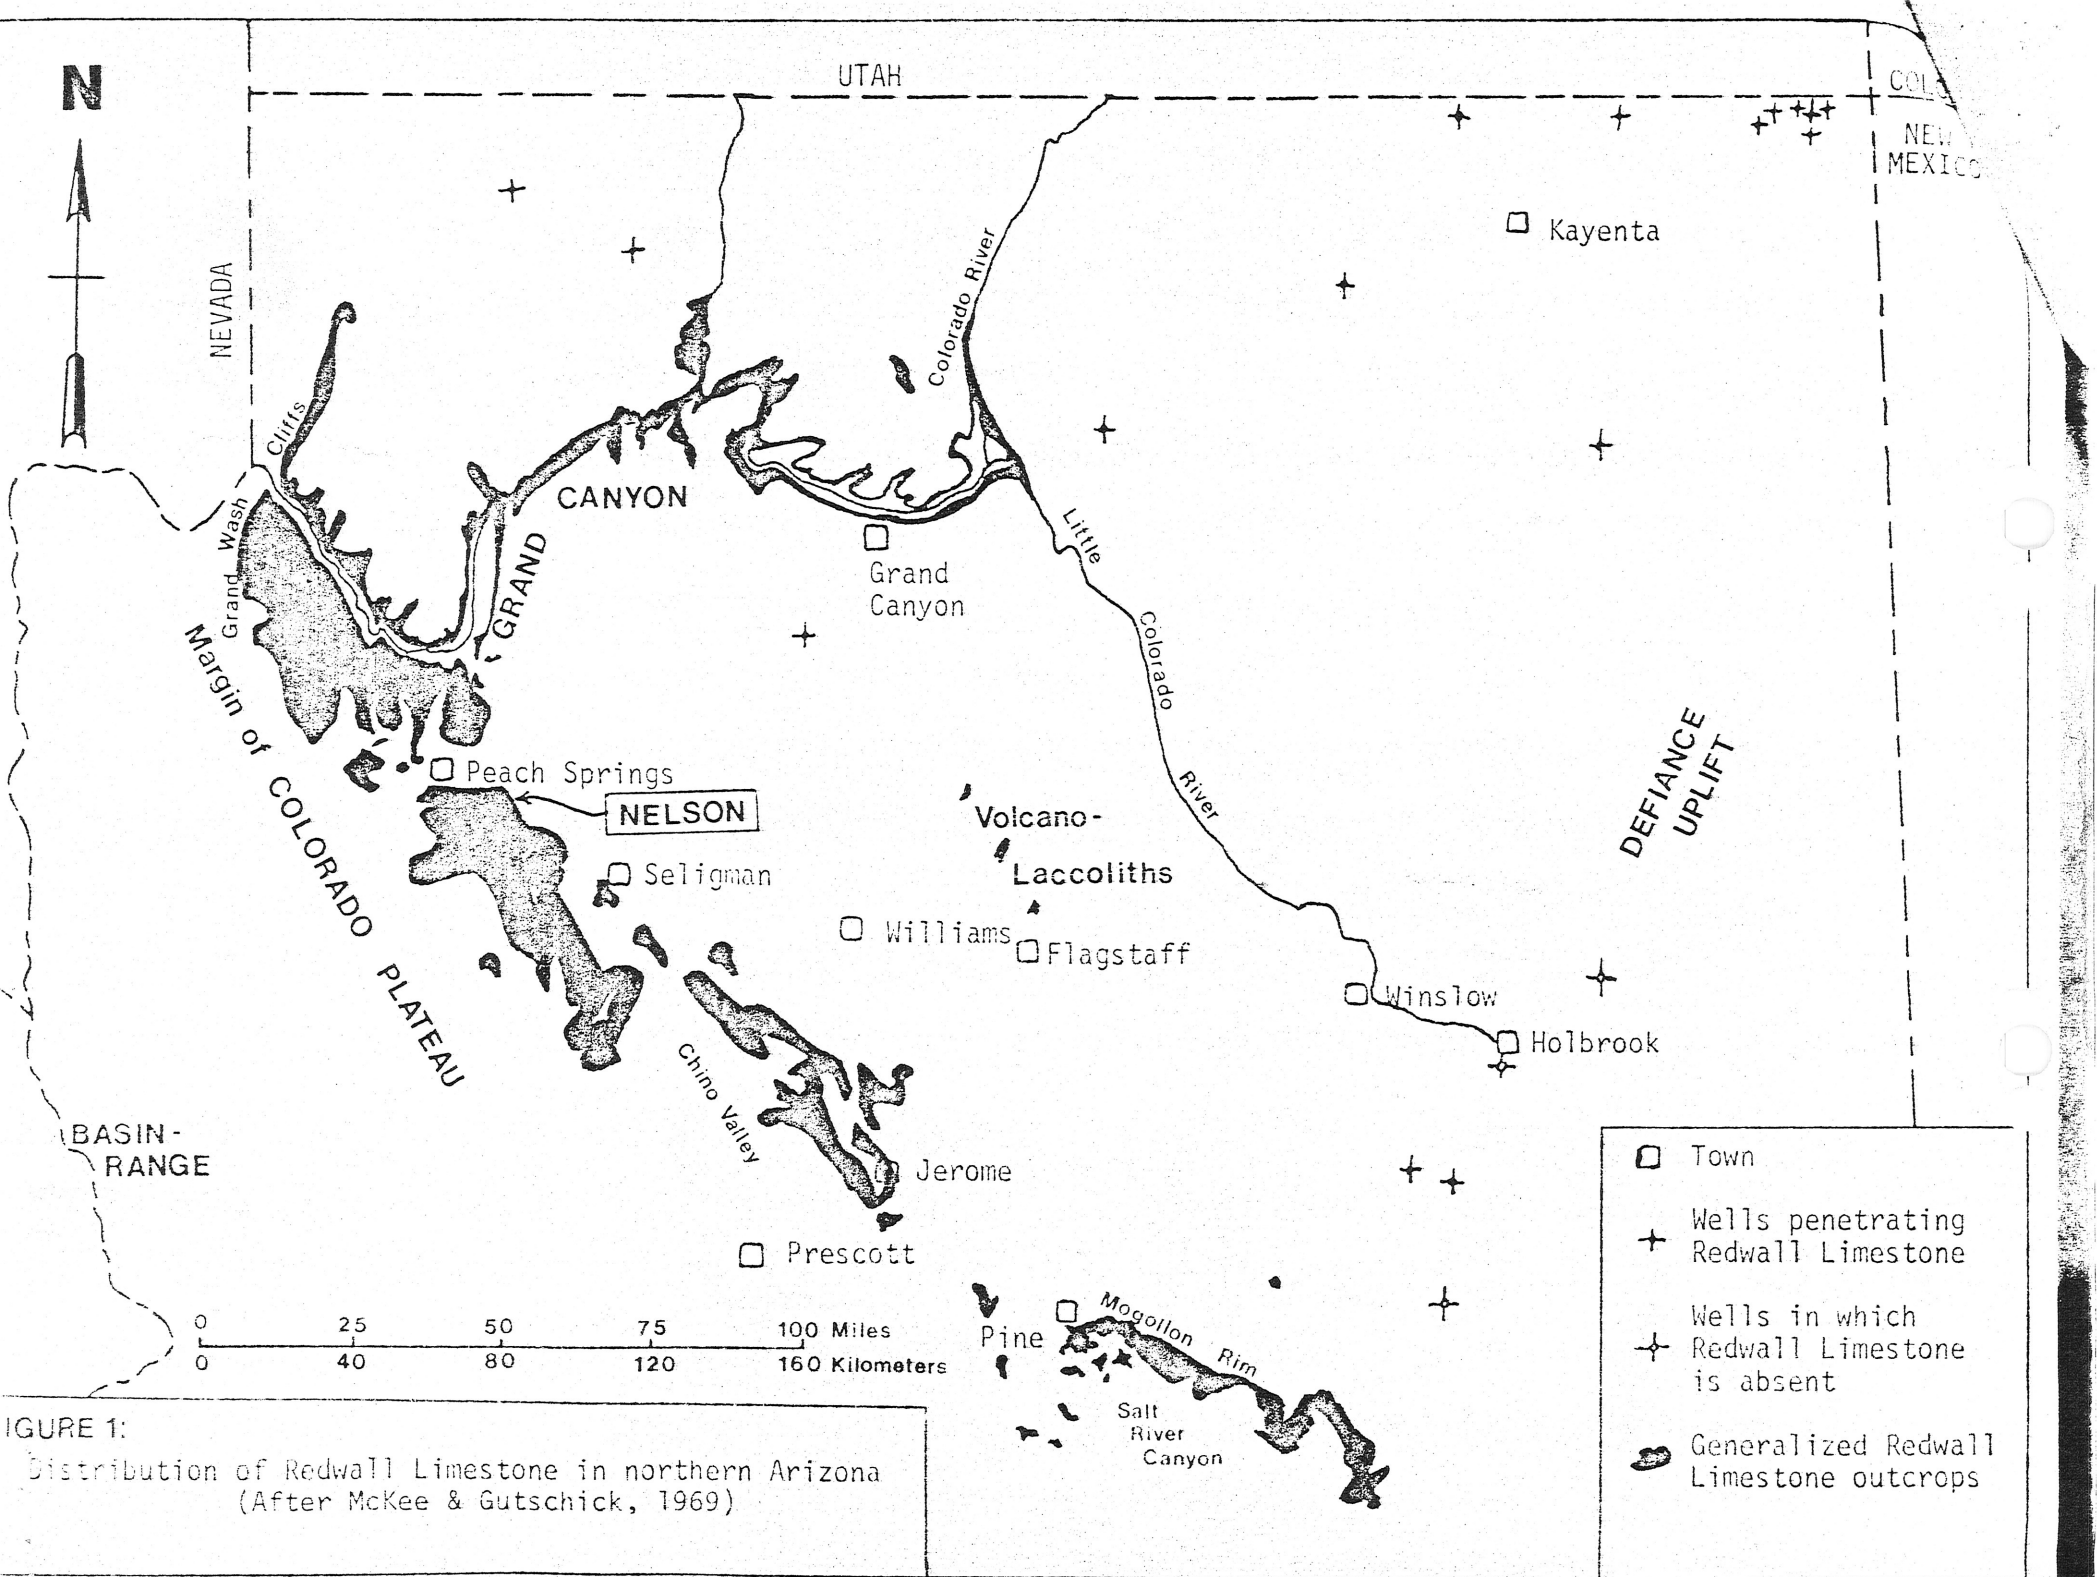 N
UTAH
NEW
MEXICO
NEVADA
Kayenta
Colorado River
Grand Wash Cliffs
GRAND
CANYON
Grand
Canyon
Little Colorado River
Margin of COLORADO PLATEAU
Peach Springs
NELSON
Seligman
Volcano-
Laccoliths
Williams
Flagstaff
DEFIANCE
UPLIFT
Winslow
Holbrook
Chino Valley
BASIN-
RANGE
Jerome
Prescott
Pine
Mogollon Rim
Salt
River
Canyon
0 25 50 75 100 Miles
0 40 80 120 160 Kilometers
Town
Wells penetrating
Redwall Limestone
Wells in which
Redwall Limestone
is absent
Generalized Redwall
Limestone outcrops
IGURE 1:
Distribution of Redwall Limestone in northern Arizona
(After McKee & Gutschick, 1969)